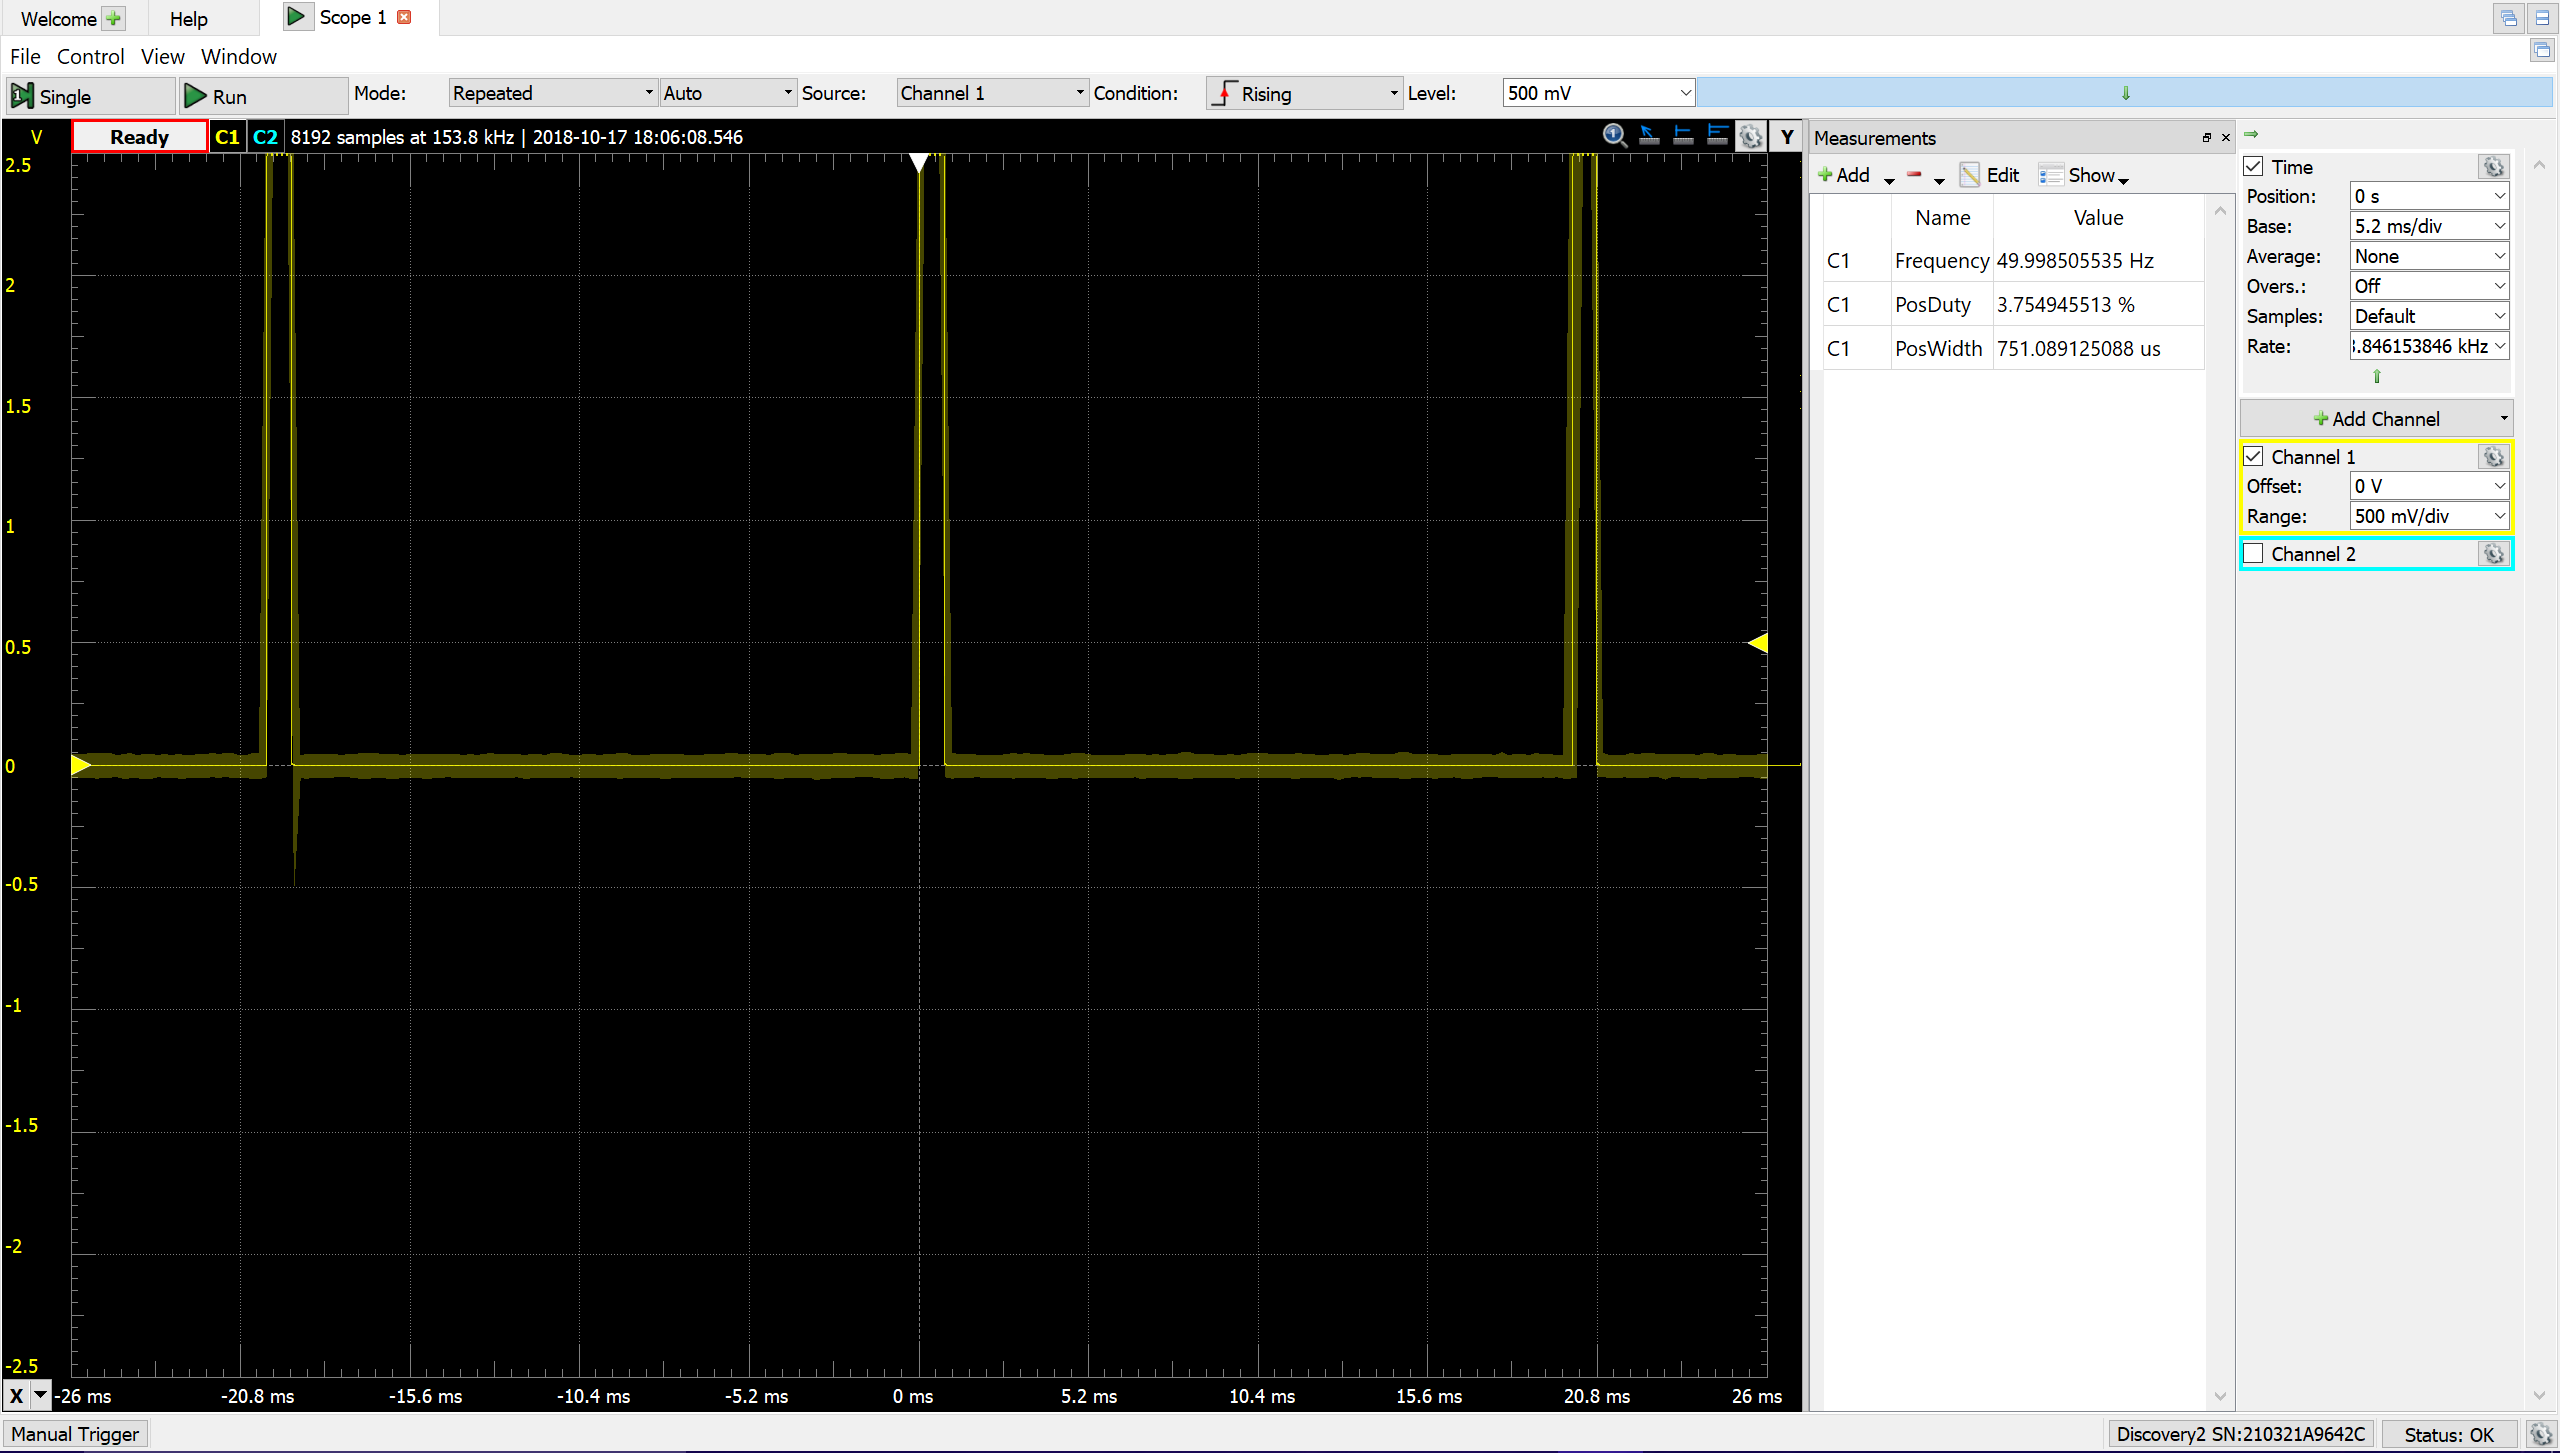 Welcome Help Scope 1
File Control View Window
Single Run Mode: Repeated Auto Source: Channel 1 Condition: Rising Level: 500 mV
V Ready C1 C2 8192 samples at 153.8 kHz | 2018-10-17 18:06:08.546 Y
2.5
2
1.5
1
0.5
0
-0.5
-1
-1.5
-2
-2.5
X -26 ms -20.8 ms -15.6 ms -10.4 ms -5.2 ms 0 ms 5.2 ms 10.4 ms 15.6 ms 20.8 ms 26 ms
Measurements
Add Edit Show
Name Value
C1 Frequency 49.998505535 Hz
C1 PosDuty 3.754945513 %
C1 PosWidth 751.089125088 us
Time
Position: 0 s
Base: 5.2 ms/div
Average: None
Overs.: Off
Samples: Default
Rate: .846153846 kHz
Add Channel
Channel 1
Offset: 0 V
Range: 500 mV/div
Channel 2
Manual Trigger Discovery2 SN:210321A9642C Status: OK